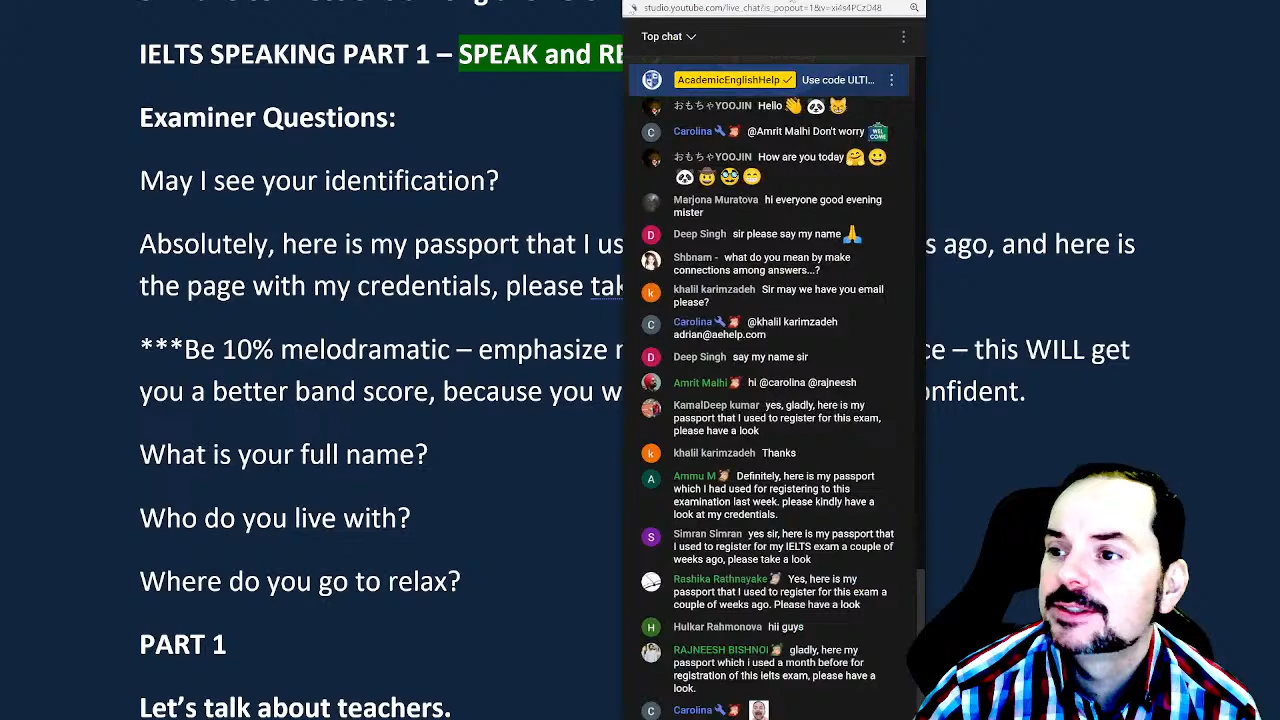 studio.youtube.com/live_chat?is_popout=1&v=xi4s4PCzD48
Top chat
AcademicEnglishHelp Use code ULTI...
おもちゃYOOJIN Hello
Carolina @Amrit Malhi Don't worry WELCOME
おもちゃYOOJIN How are you today
Marjona Muratova hi everyone good evening
mister
D Deep Singh sir please say my name
Shbnam - what do you mean by make
connections among answers...?
k khalil karimzadeh Sir may we have you email
please?
C Carolina @khalil karimzadeh
adrian@aehelp.com
D Deep Singh say my name sir
Amrit Malhi hi @carolina @rajneesh
KamalDeep kumar yes, gladly, here is my
passport that I used to register for this exam,
please have a look
k khalil karimzadeh Thanks
A Ammu M Definitely, here is my passport
which I had used for registering to this
examination last week. please kindly have a
look at my credentials.
S Simran Simran yes sir, here is my passport that
I used to register for my IELTS exam a couple of
weeks ago, please take a look
Rashika Rathnayake Yes, here is my
passport that I used to register for this exam a
couple of weeks ago. Please have a look
H Hulkar Rahmonova hii guys
RAJNEESH BISHNOI gladly, here my
passport which i used a month before for
registration of this ielts exam, please have a
look.
C Carolina
IELTS SPEAKING PART 1 – SPEAK and RE
Examiner Questions:
May I see your identification?
Absolutely, here is my passport that I us s ago, and here is
the page with my credentials, please tak
***Be 10% melodramatic – emphasize ce – this WILL get
you a better band score, because you w onfident.
What is your full name?
Who do you live with?
Where do you go to relax?
PART 1
Let's talk about teachers.